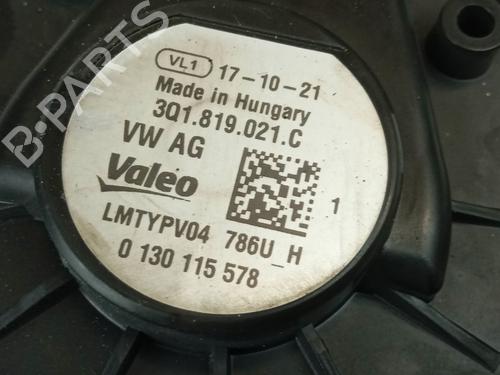 VL1 17-10-21
Made in Hungary
3Q1.819.021.C
VW AG
Valeo
1
LMTYPV04 786U_H
0 130 115 578
B-PARTS